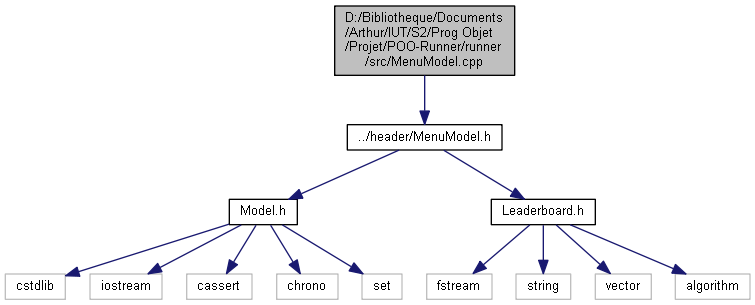 D:/Bibliotheque/Documents
/Arthur/IUT/S2/Prog Objet
/Projet/POO-Runner/runner
/src/MenuModel.cpp
../header/MenuModel.h
Model.h
Leaderboard.h
cstdlib
iostream
cassert
chrono
set
fstream
string
vector
algorithm